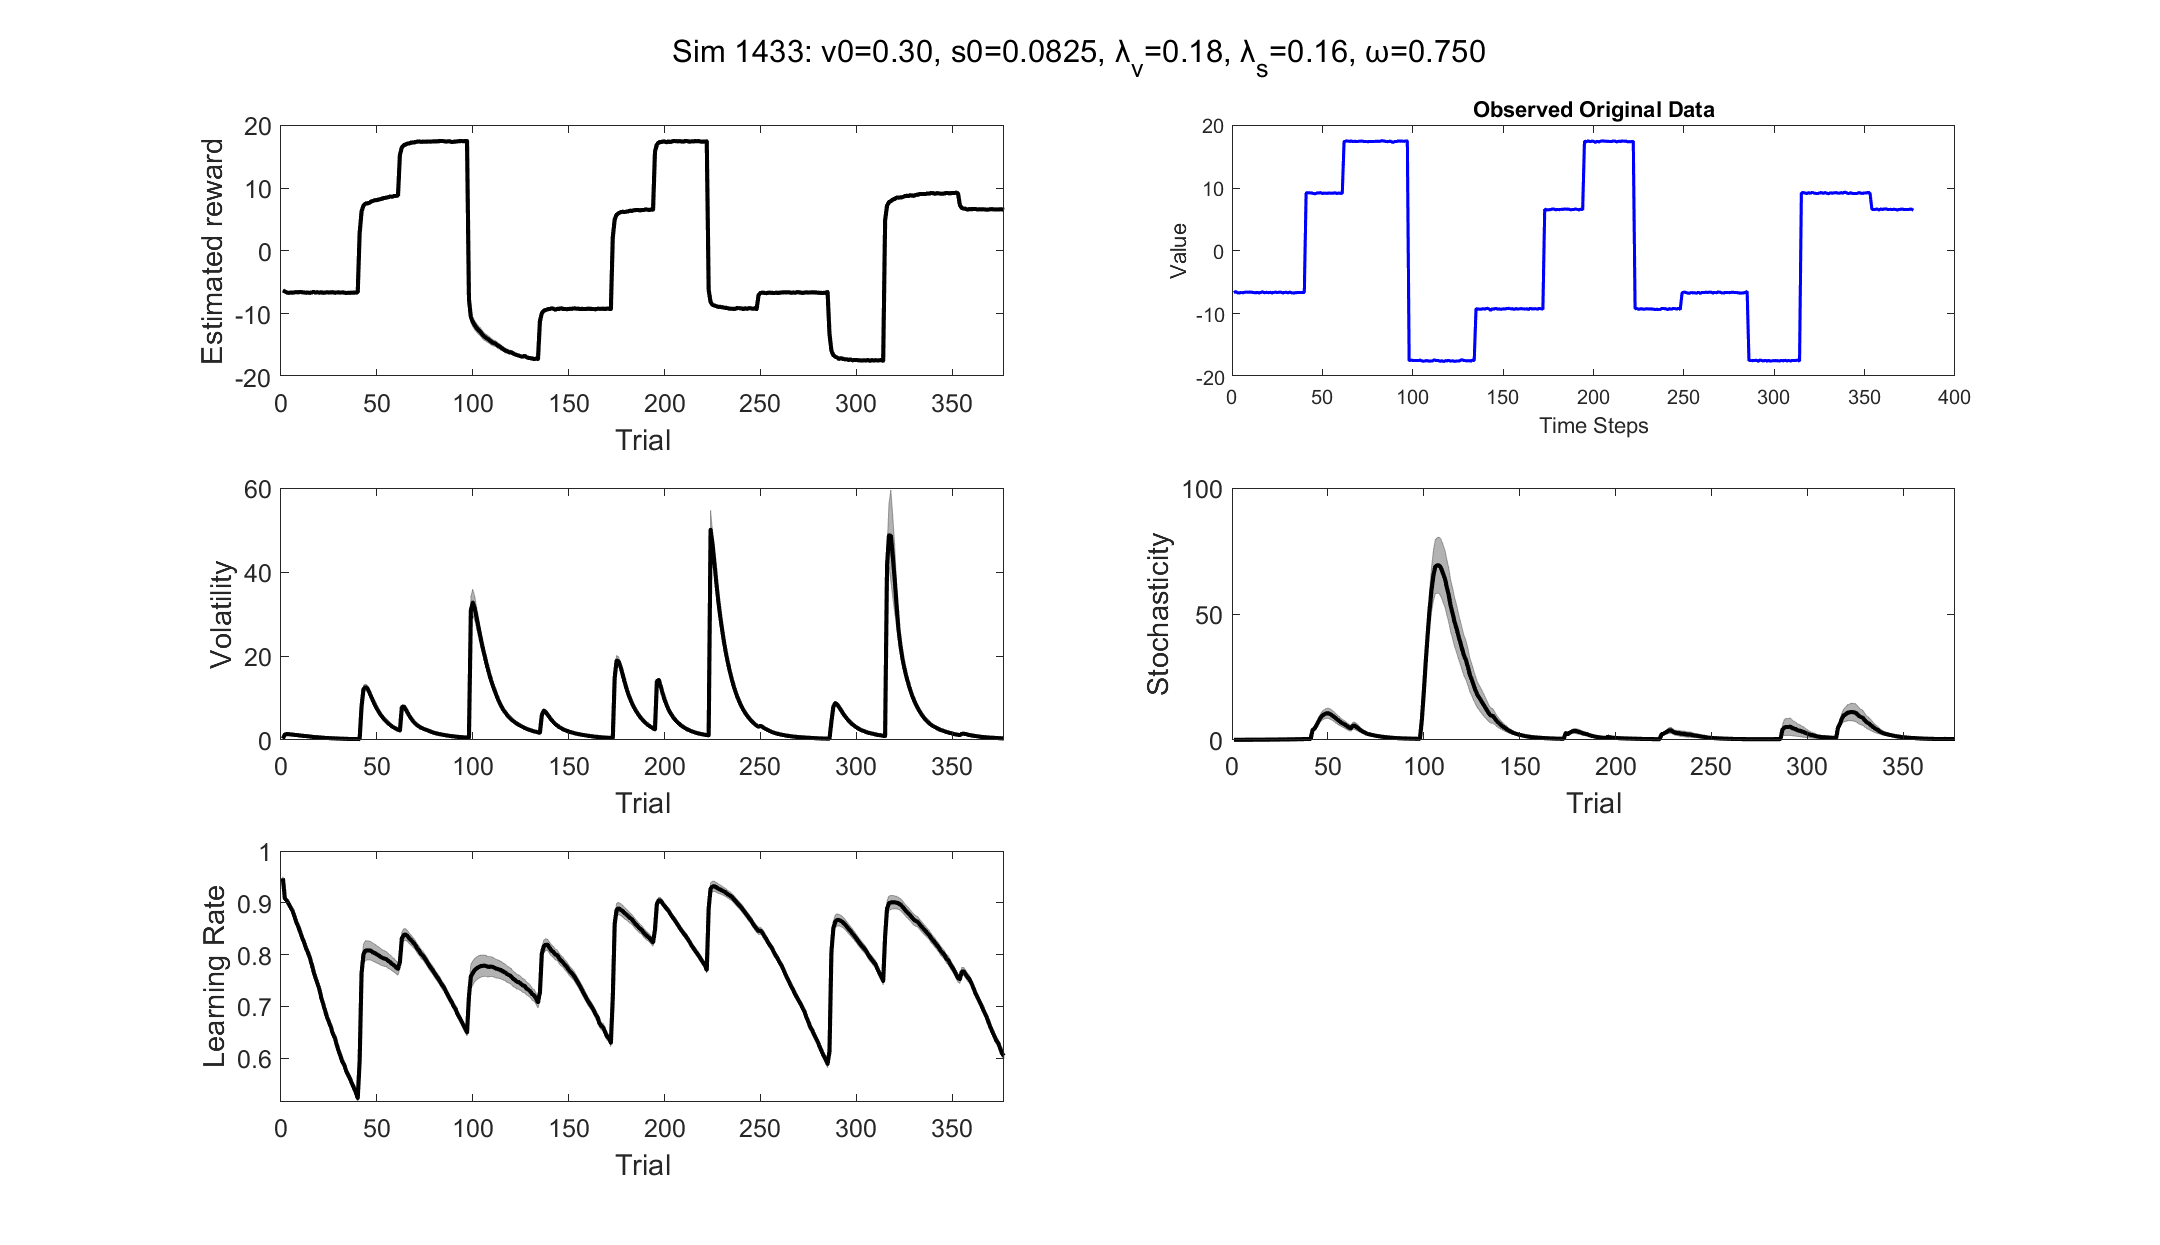 Sim 1433: v0=0.30, s0=0.0825, λ_v=0.18, λ_s=0.16, ω=0.750
Estimated reward
20
10
0
-10
-20
0 50 100 150 200 250 300 350
Trial
Observed Original Data
Value
20
10
0
-10
-20
0 50 100 150 200 250 300 350 400
Time Steps
Volatility
60
40
20
0
0 50 100 150 200 250 300 350
Trial
Stochasticity
100
50
0
0 50 100 150 200 250 300 350
Trial
Learning Rate
1
0.9
0.8
0.7
0.6
0 50 100 150 200 250 300 350
Trial